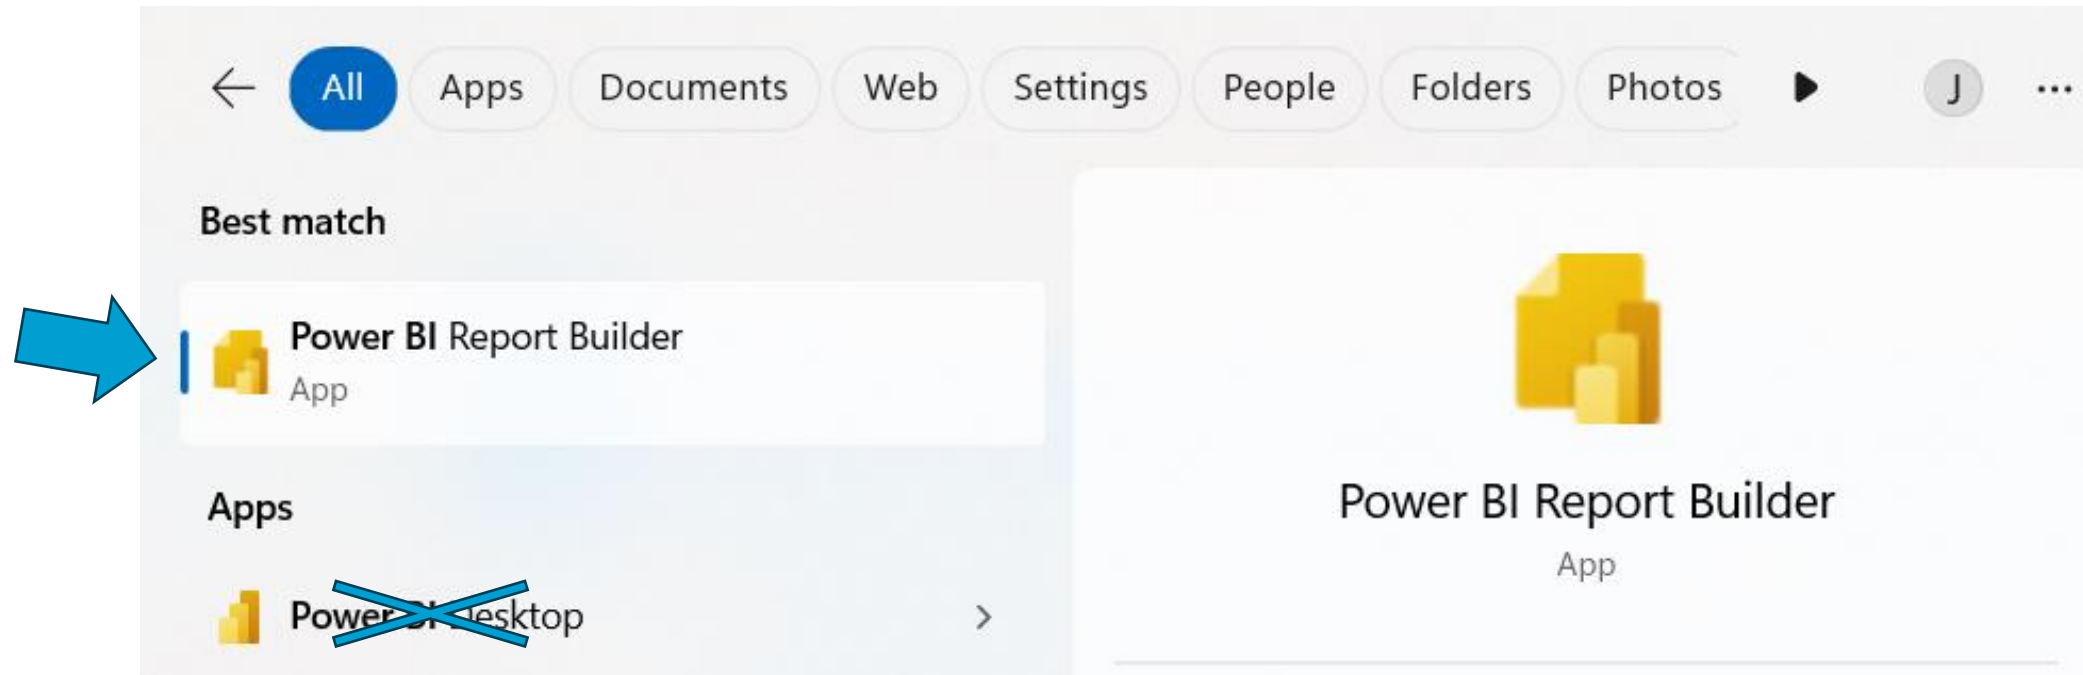 All Apps Documents Web Settings People Folders Photos J ...
Best match
Power BI Report Builder
App
Power BI Report Builder
App
Apps
Power BI Desktop